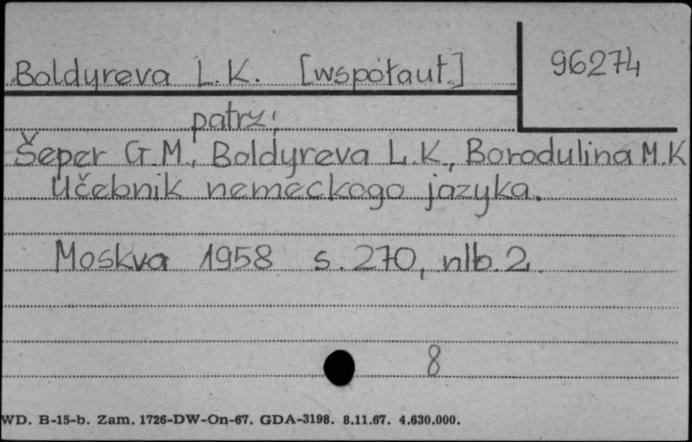 Boldyreva L.K. [współaut.]
96274
patrz:
Šeper G.M., Boldyreva L.K., Borodulina M.K
Učebnik nemeckogo jazyka.
Moskva 1958 s. 270, nlb. 2.
8
WD. B-15-b. Zam. 1726-DW-On-67. GDA-3198. 8.11.67. 4.630.000.